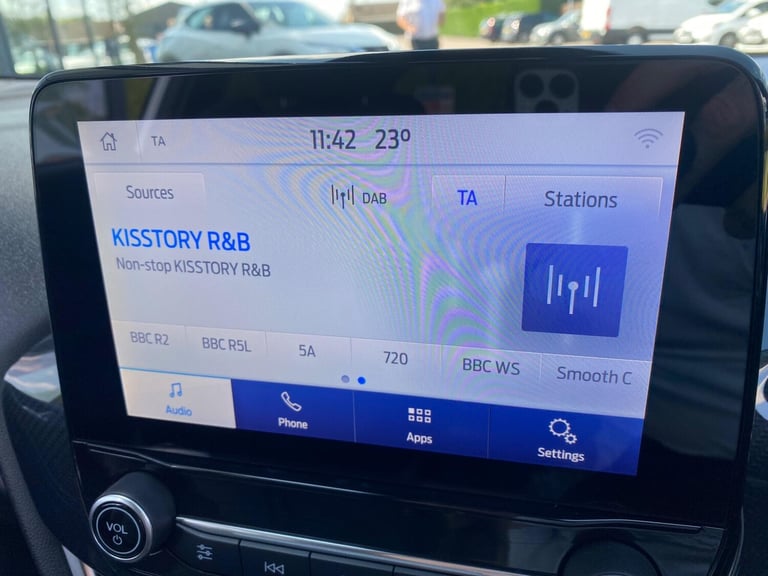 TA 11:42 23º
Sources DAB TA Stations
KISSTORY R&B
Non-stop KISSTORY R&B
BBC R2 BBC R5L 5A 720 BBC WS Smooth C
Audio Phone Apps Settings
VOL